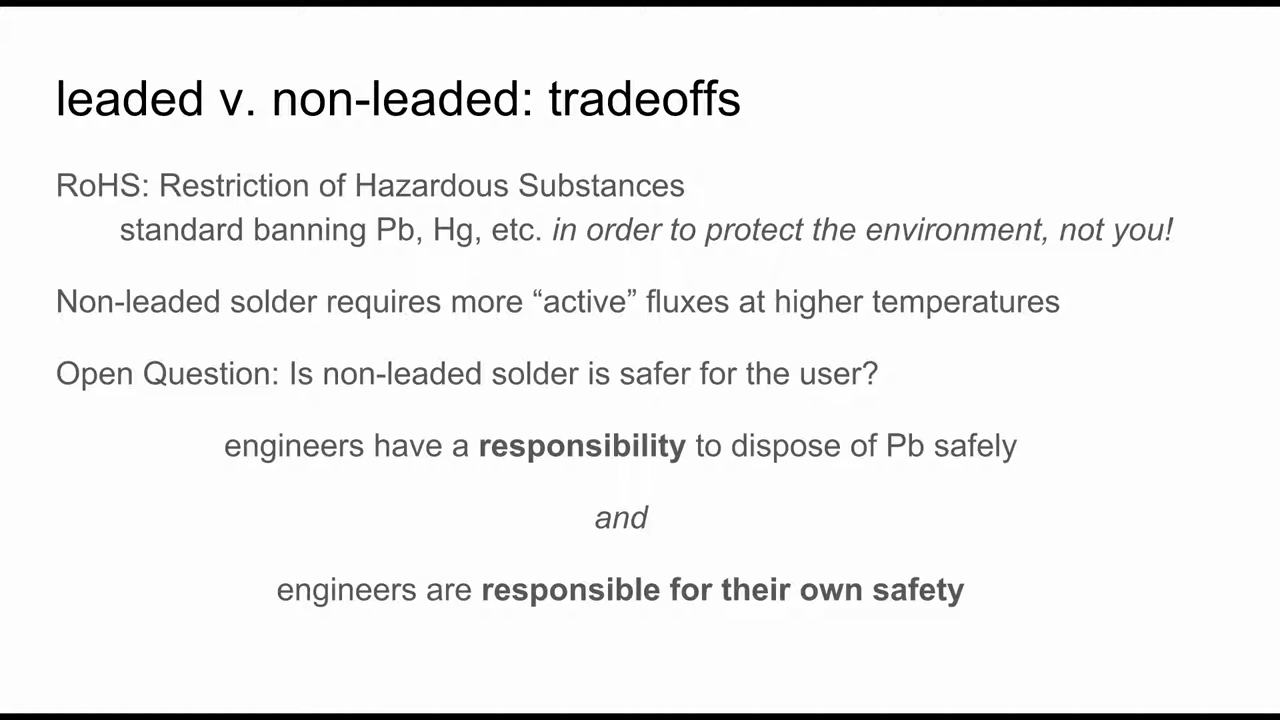 leaded v. non-leaded: tradeoffs
RoHS: Restriction of Hazardous Substances
standard banning Pb, Hg, etc. in order to protect the environment, not you!
Non-leaded solder requires more “active” fluxes at higher temperatures
Open Question: Is non-leaded solder is safer for the user?
engineers have a responsibility to dispose of Pb safely
and
engineers are responsible for their own safety